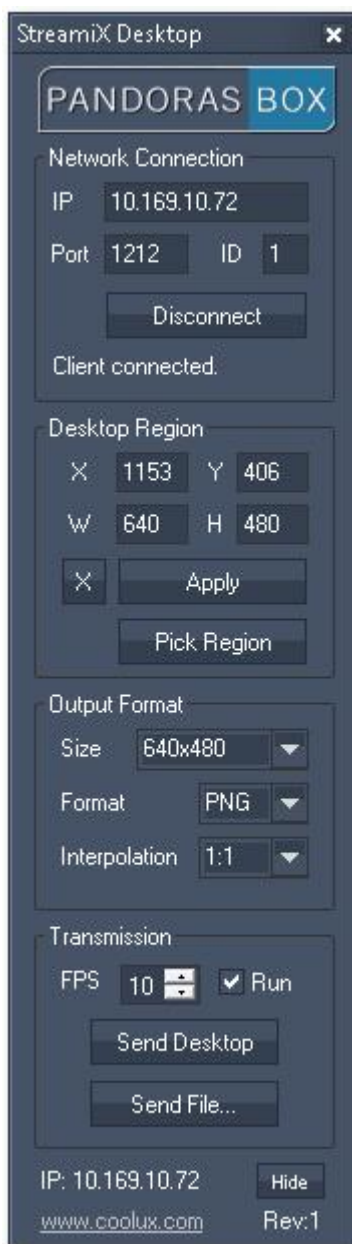 StreamiX Desktop
PANDORAS BOX
Network Connection
IP 10.169.10.72
Port 1212 ID 1
Disconnect
Client connected.
Desktop Region
X 1153 Y 406
W 640 H 480
X Apply
Pick Region
Output Format
Size 640x480
Format PNG
Interpolation 1:1
Transmission
FPS 10 Run
Send Desktop
Send File...
IP: 10.169.10.72 Hide
www.coolux.com Rev:1